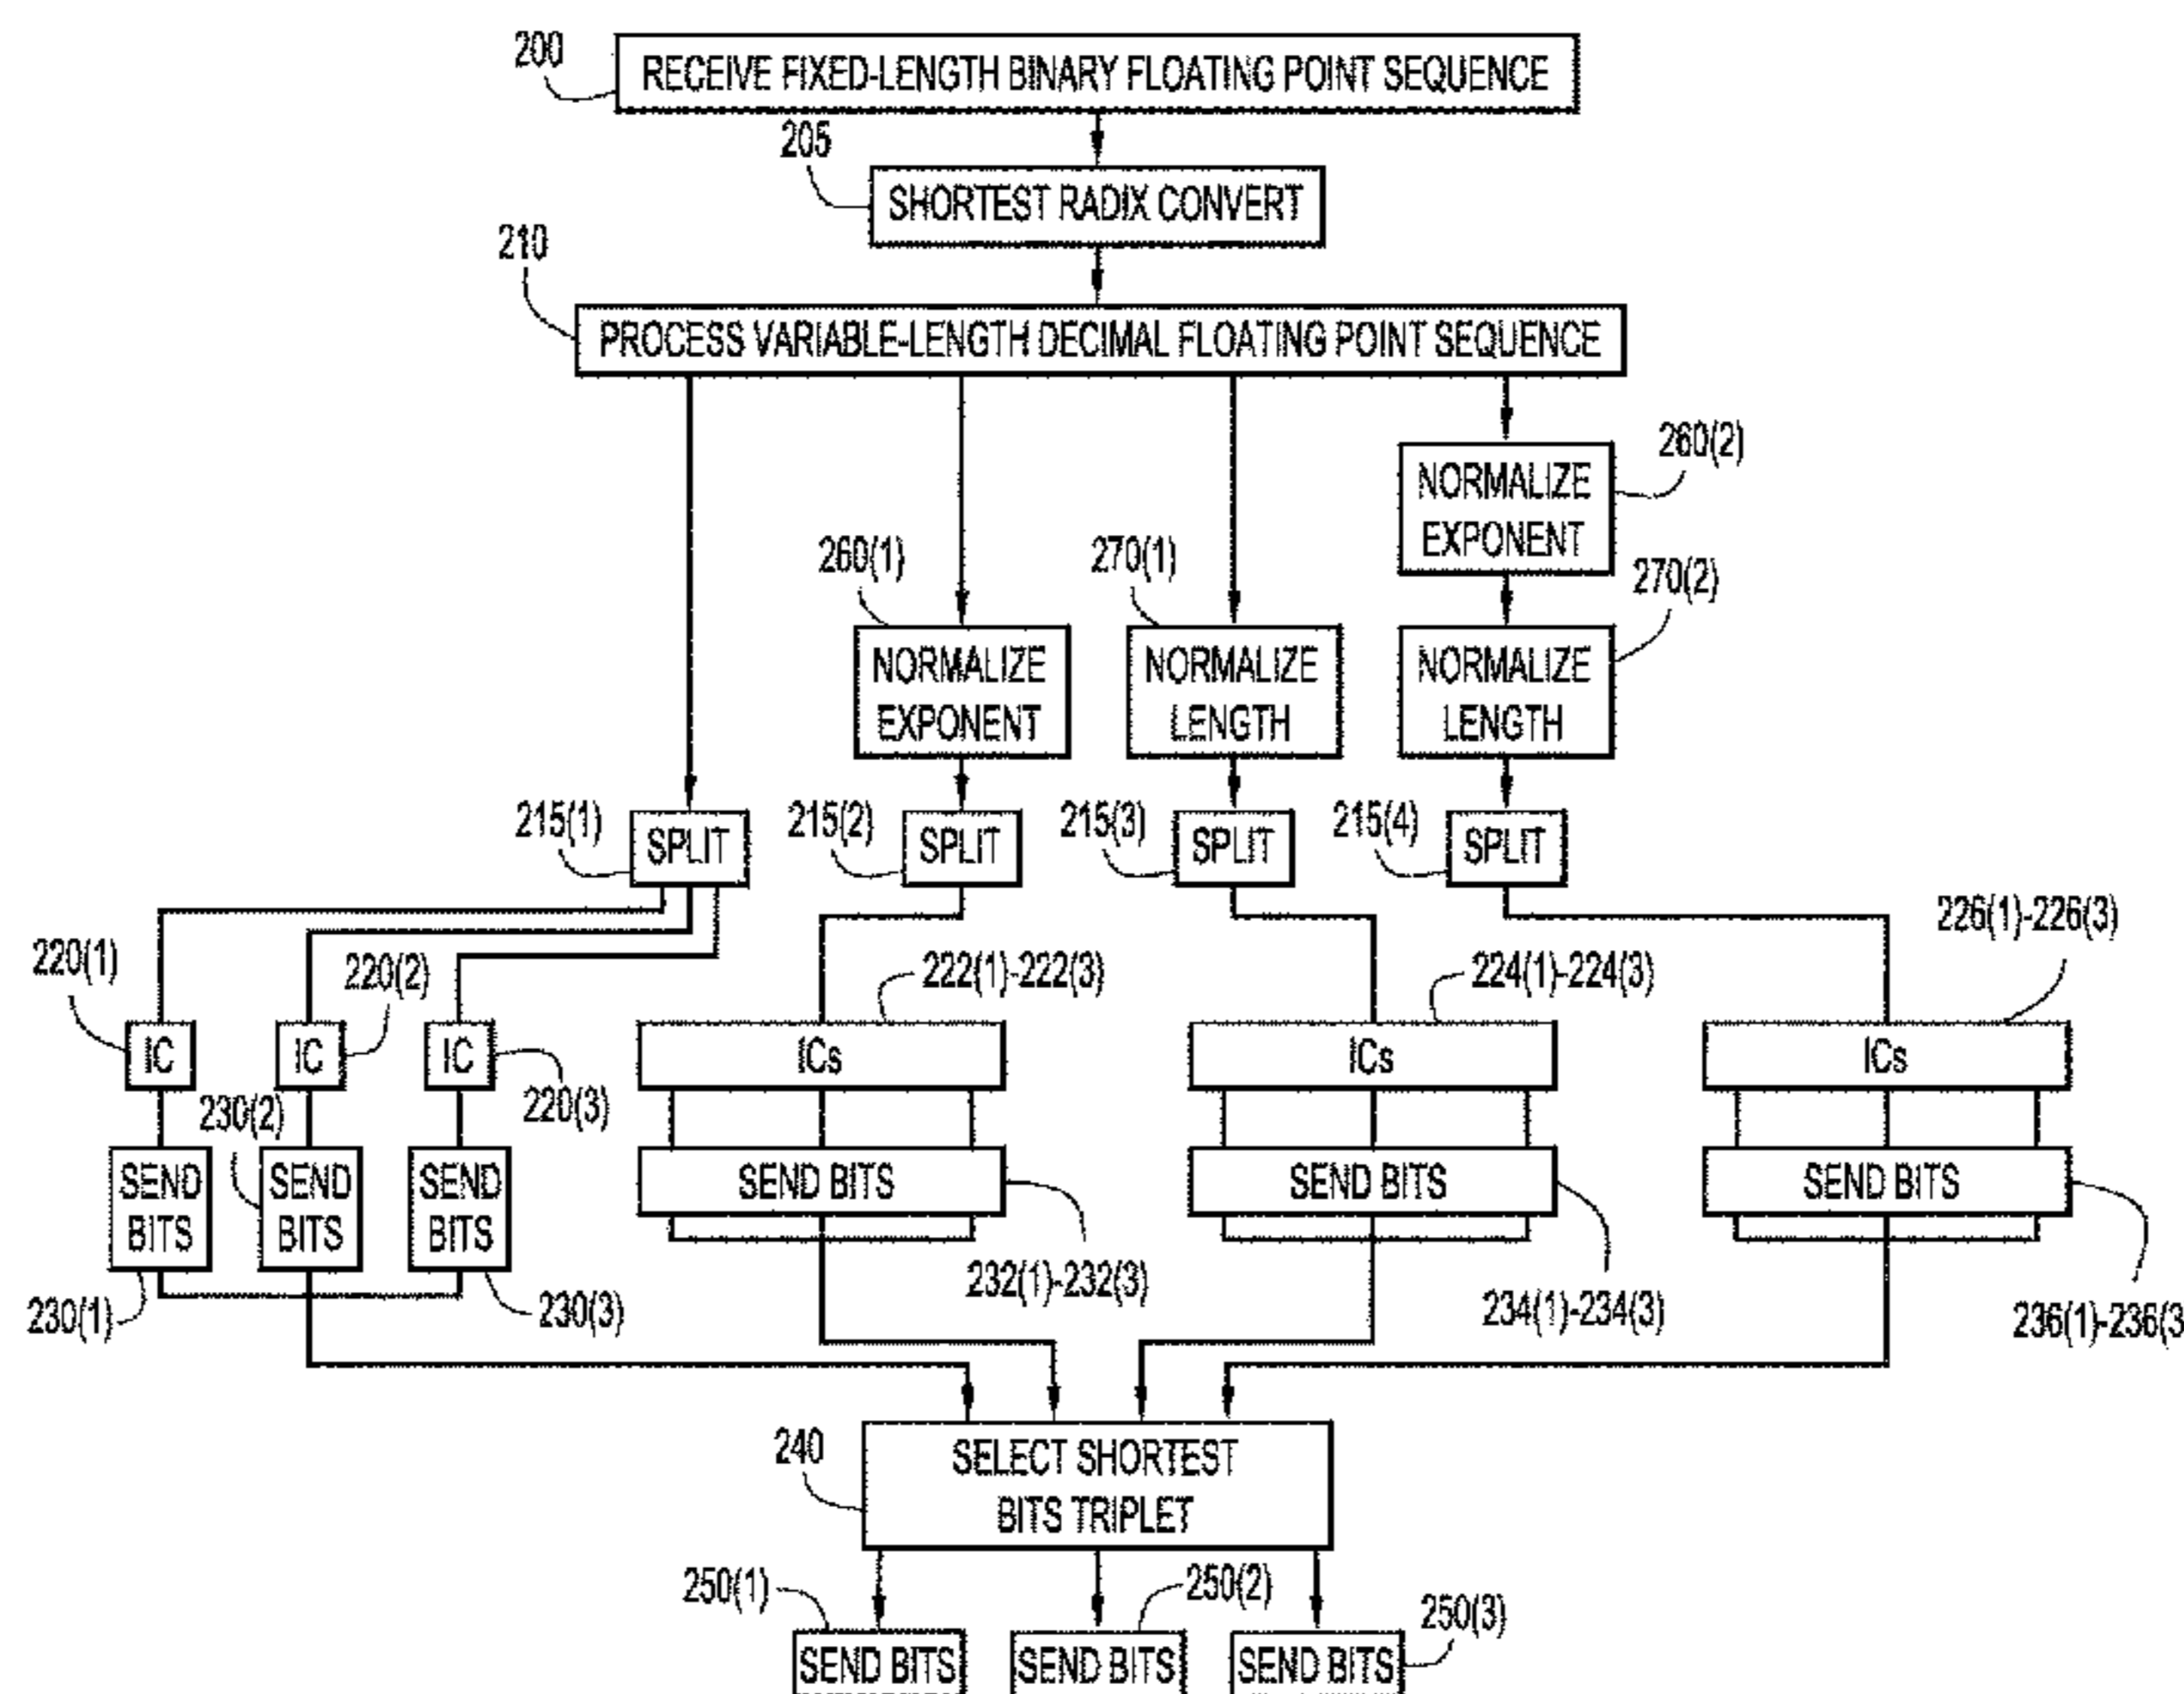 200
RECEIVE FIXED-LENGTH BINARY FLOATING POINT SEQUENCE
205
SHORTEST RADIX CONVERT
210
PROCESS VARIABLE-LENGTH DECIMAL FLOATING POINT SEQUENCE
260(2)
NORMALIZE
EXPONENT
260(1)
270(1)
270(2)
NORMALIZE
EXPONENT
NORMALIZE
LENGTH
NORMALIZE
LENGTH
215(1)
SPLIT
215(2)
SPLIT
215(3)
SPLIT
215(4)
SPLIT
226(1)-226(3)
220(1)
220(2)
222(1)-222(3)
224(1)-224(3)
IC
IC
IC
ICs
ICs
ICs
230(2)
220(3)
SEND
BITS
SEND
BITS
SEND
BITS
SEND BITS
SEND BITS
SEND BITS
230(1)
230(3)
232(1)-232(3)
234(1)-234(3)
236(1)-236(3
240
SELECT SHORTEST
BITS TRIPLET
250(1)
250(2)
250(3)
SEND BITS
SEND BITS
SEND BITS